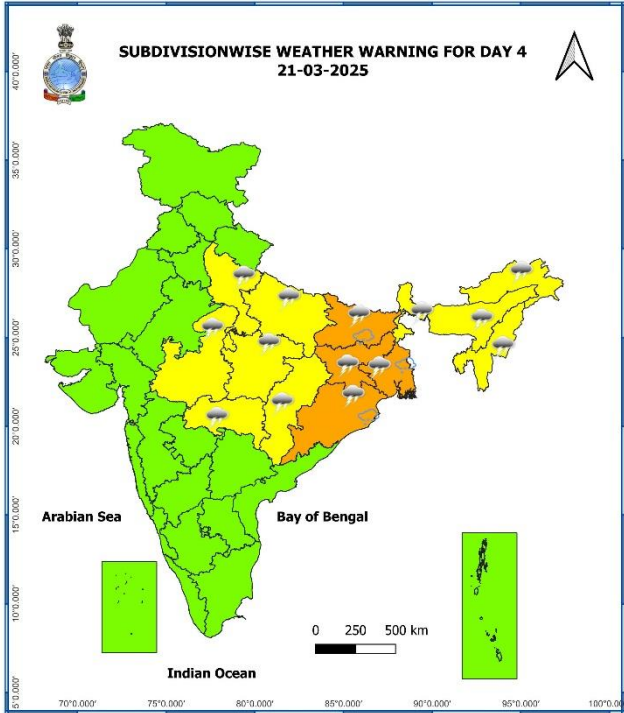 SUBDIVISIONWISE WEATHER WARNING FOR DAY 4
21-03-2025
40°0.000'
35°0.000'
30°0.000'
25°0.000'
20°0.000'
15°0.000'
10°0.000'
5°0.000'
Arabian Sea
Bay of Bengal
0 250 500 km
Indian Ocean
70°0.000' 75°0.000' 80°0.000' 85°0.000' 90°0.000' 95°0.000' 100°0.0